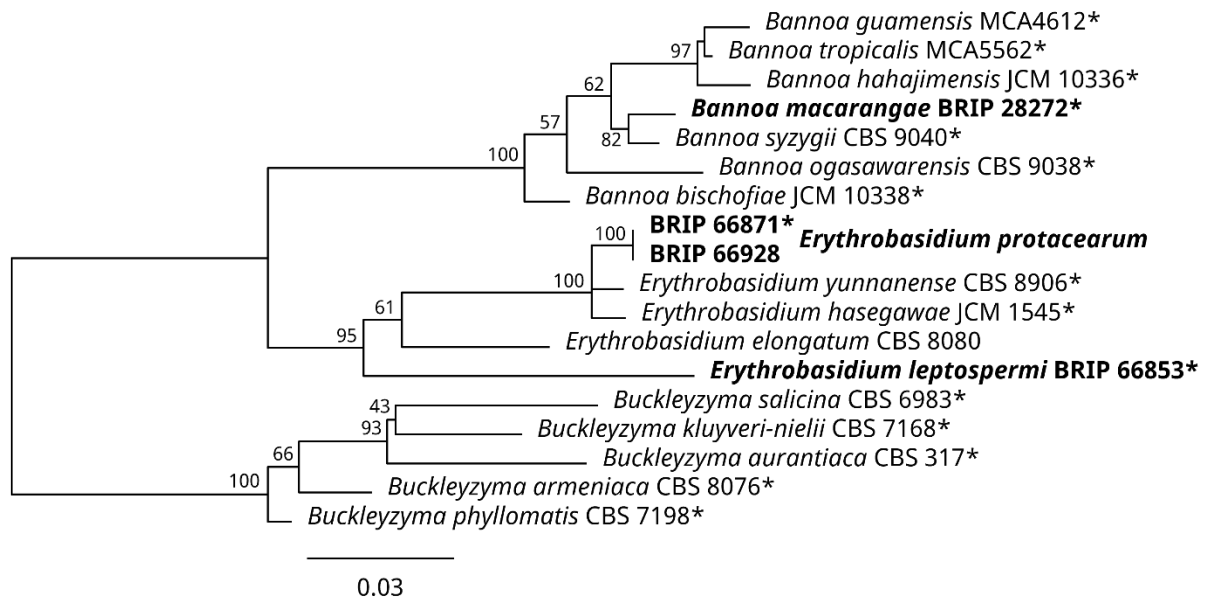 Bannoa guamensis MCA4612*
97
Bannoa tropicalis MCA5562*
Bannoa hahajimensis JCM 10336*
62
Bannoa macarangae BRIP 28272*
57
82
Bannoa syzygii CBS 9040*
100
Bannoa ogasawarensis CBS 9038*
Bannoa bischofiae JCM 10338*
BRIP 66871*
100
Erythrobasidium protacearum
BRIP 66928
100
Erythrobasidium yunnanense CBS 8906*
61
Erythrobasidium hasegawae JCM 1545*
95
Erythrobasidium elongatum CBS 8080
Erythrobasidium leptospermi BRIP 66853*
43
Buckleyzyma salicina CBS 6983*
93
Buckleyzyma kluyveri-nielii CBS 7168*
66
Buckleyzyma aurantiaca CBS 317*
100
Buckleyzyma armeniaca CBS 8076*
Buckleyzyma phyllomatis CBS 7198*
0.03